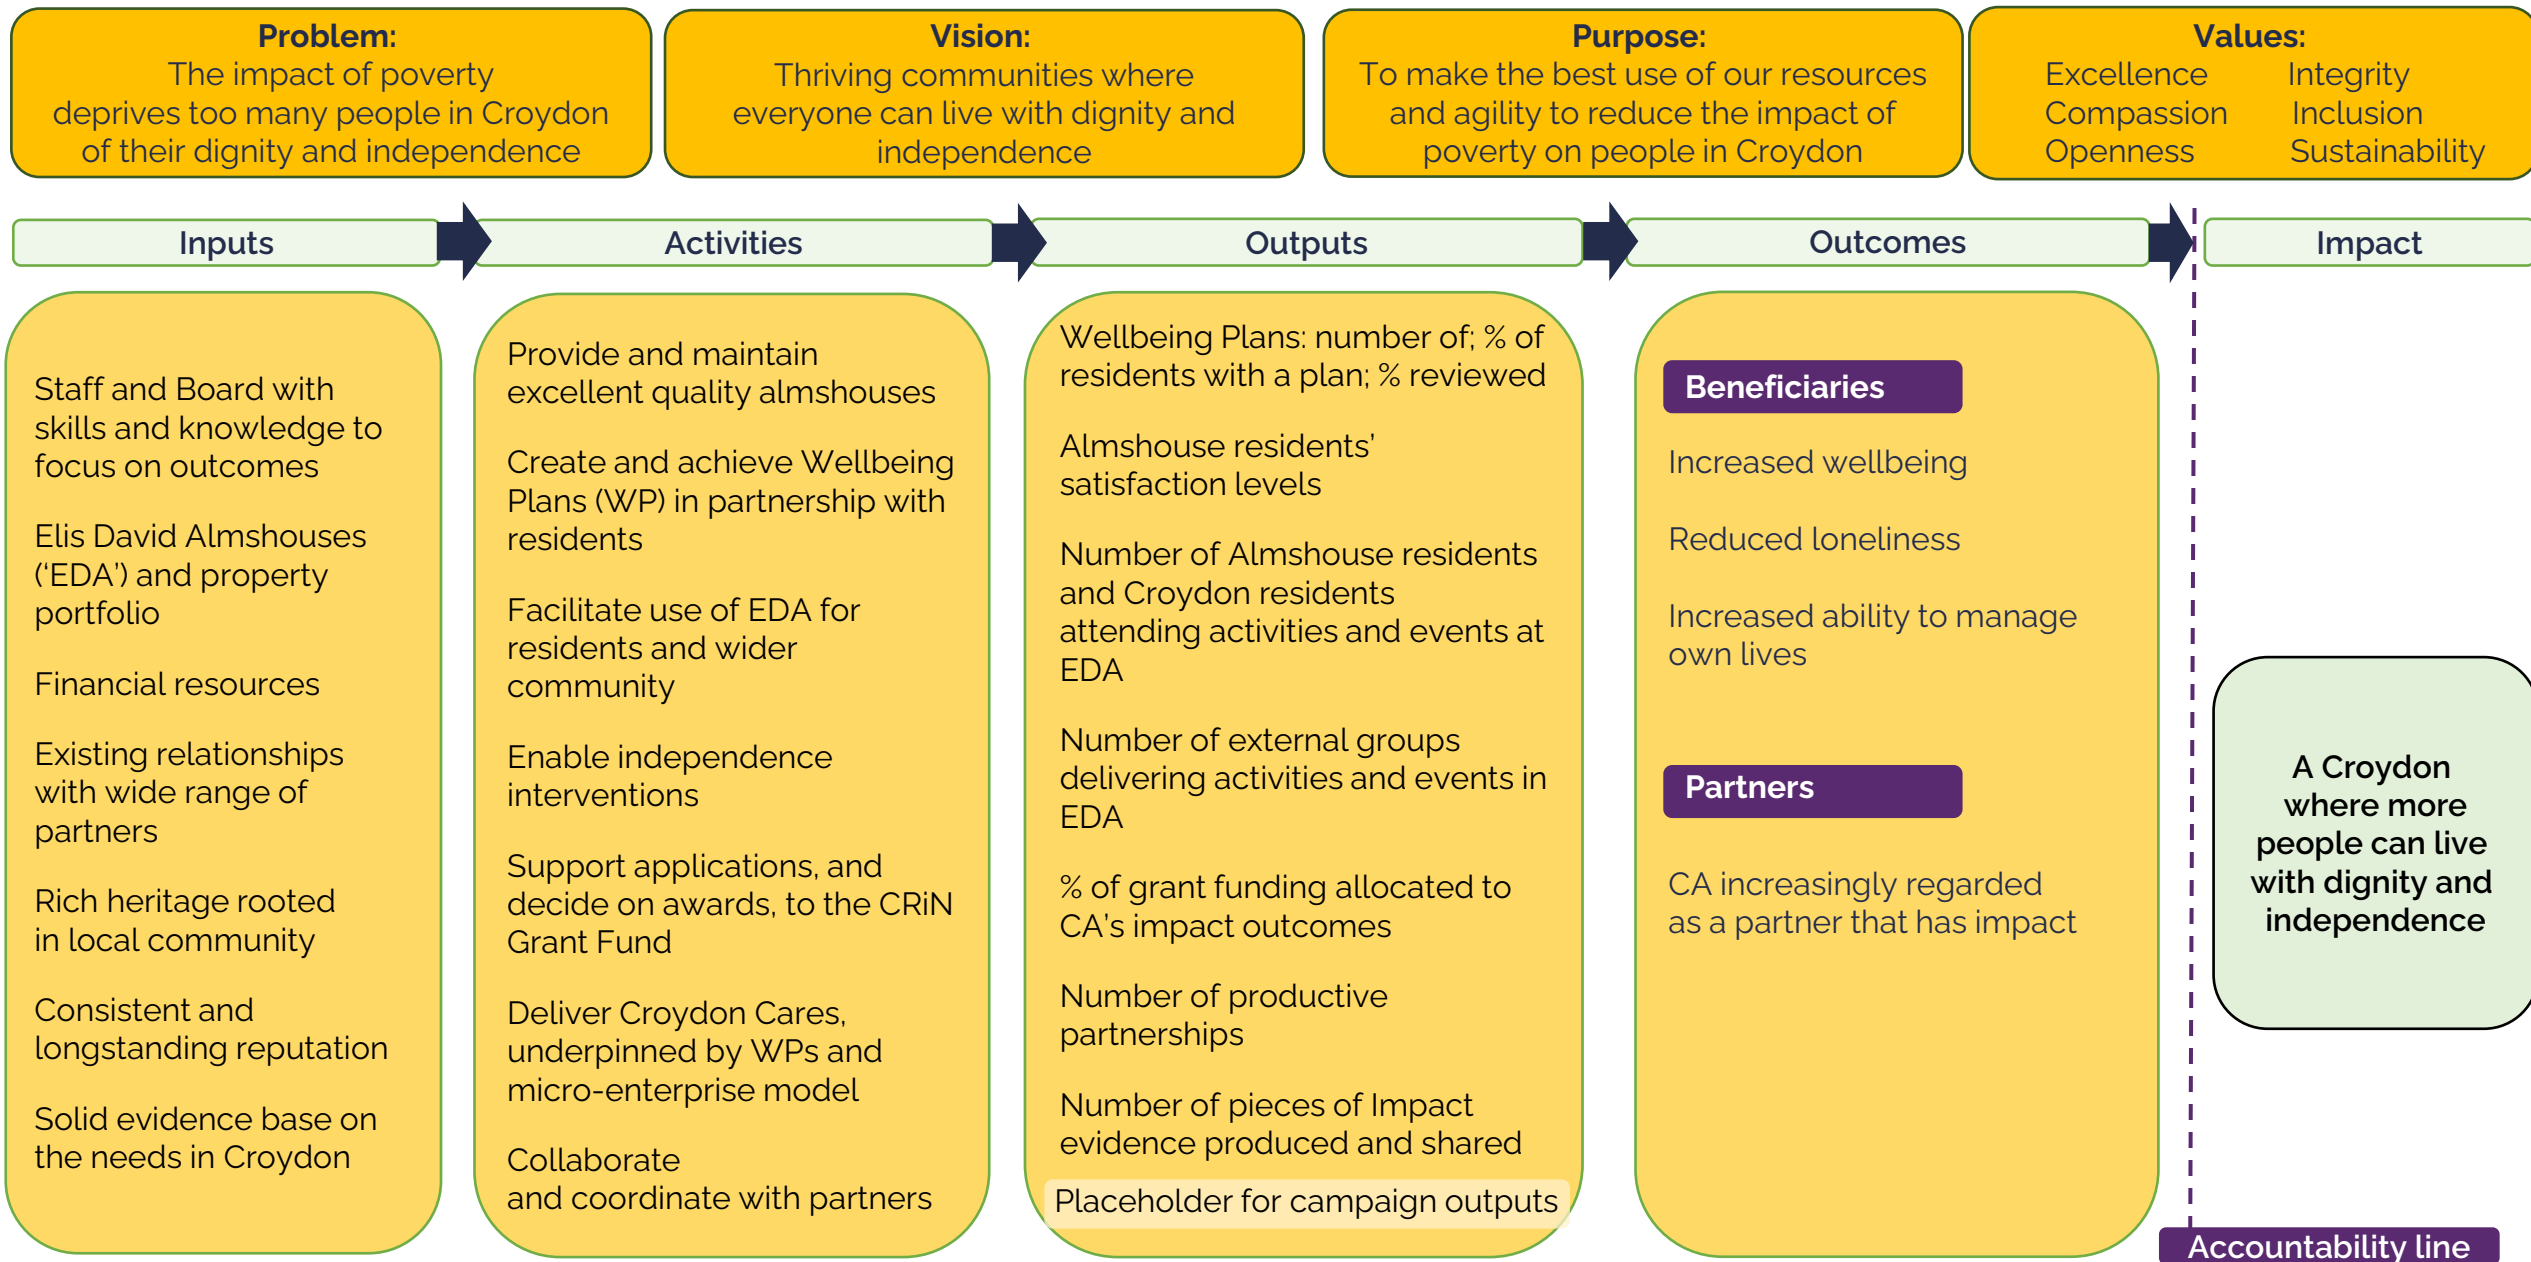 Problem:
The impact of poverty
deprives too many people in Croydon
of their dignity and independence
Vision:
Thriving communities where
everyone can live with dignity and
independence
Purpose:
To make the best use of our resources
and agility to reduce the impact of
poverty on people in Croydon
Values:
Excellence Integrity
Compassion Inclusion
Openness Sustainability
Inputs
Activities
Outputs
Outcomes
Impact
Staff and Board with
skills and knowledge to
focus on outcomes
Elis David Almshouses
(‘EDA’) and property
portfolio
Financial resources
Existing relationships
with wide range of
partners
Rich heritage rooted
in local community
Consistent and
longstanding reputation
Solid evidence base on
the needs in Croydon
Provide and maintain
excellent quality almshouses
Create and achieve Wellbeing
Plans (WP) in partnership with
residents
Facilitate use of EDA for
residents and wider
community
Enable independence
interventions
Support applications, and
decide on awards, to the CRiN
Grant Fund
Deliver Croydon Cares,
underpinned by WPs and
micro-enterprise model
Collaborate
and coordinate with partners
Wellbeing Plans: number of; % of
residents with a plan; % reviewed
Almshouse residents’
satisfaction levels
Number of Almshouse residents
and Croydon residents
attending activities and events at
EDA
Number of external groups
delivering activities and events in
EDA
% of grant funding allocated to
CA’s impact outcomes
Number of productive
partnerships
Number of pieces of Impact
evidence produced and shared
Placeholder for campaign outputs
Beneficiaries
Increased wellbeing
Reduced loneliness
Increased ability to manage
own lives
Partners
CA increasingly regarded
as a partner that has impact
A Croydon
where more
people can live
with dignity and
independence
Accountability line